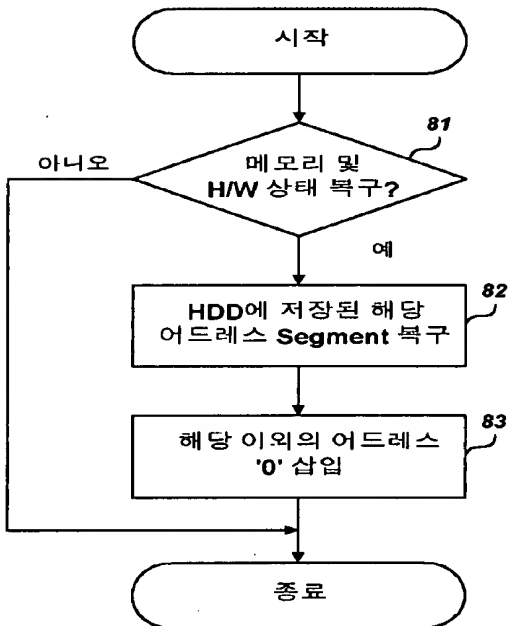 시작
81
아니오
메모리 및
H/W 상태 복구?
예
82
HDD에 저장된 해당
어드레스 Segment 복구
83
해당 이외의 어드레스
'0' 삽입
종료